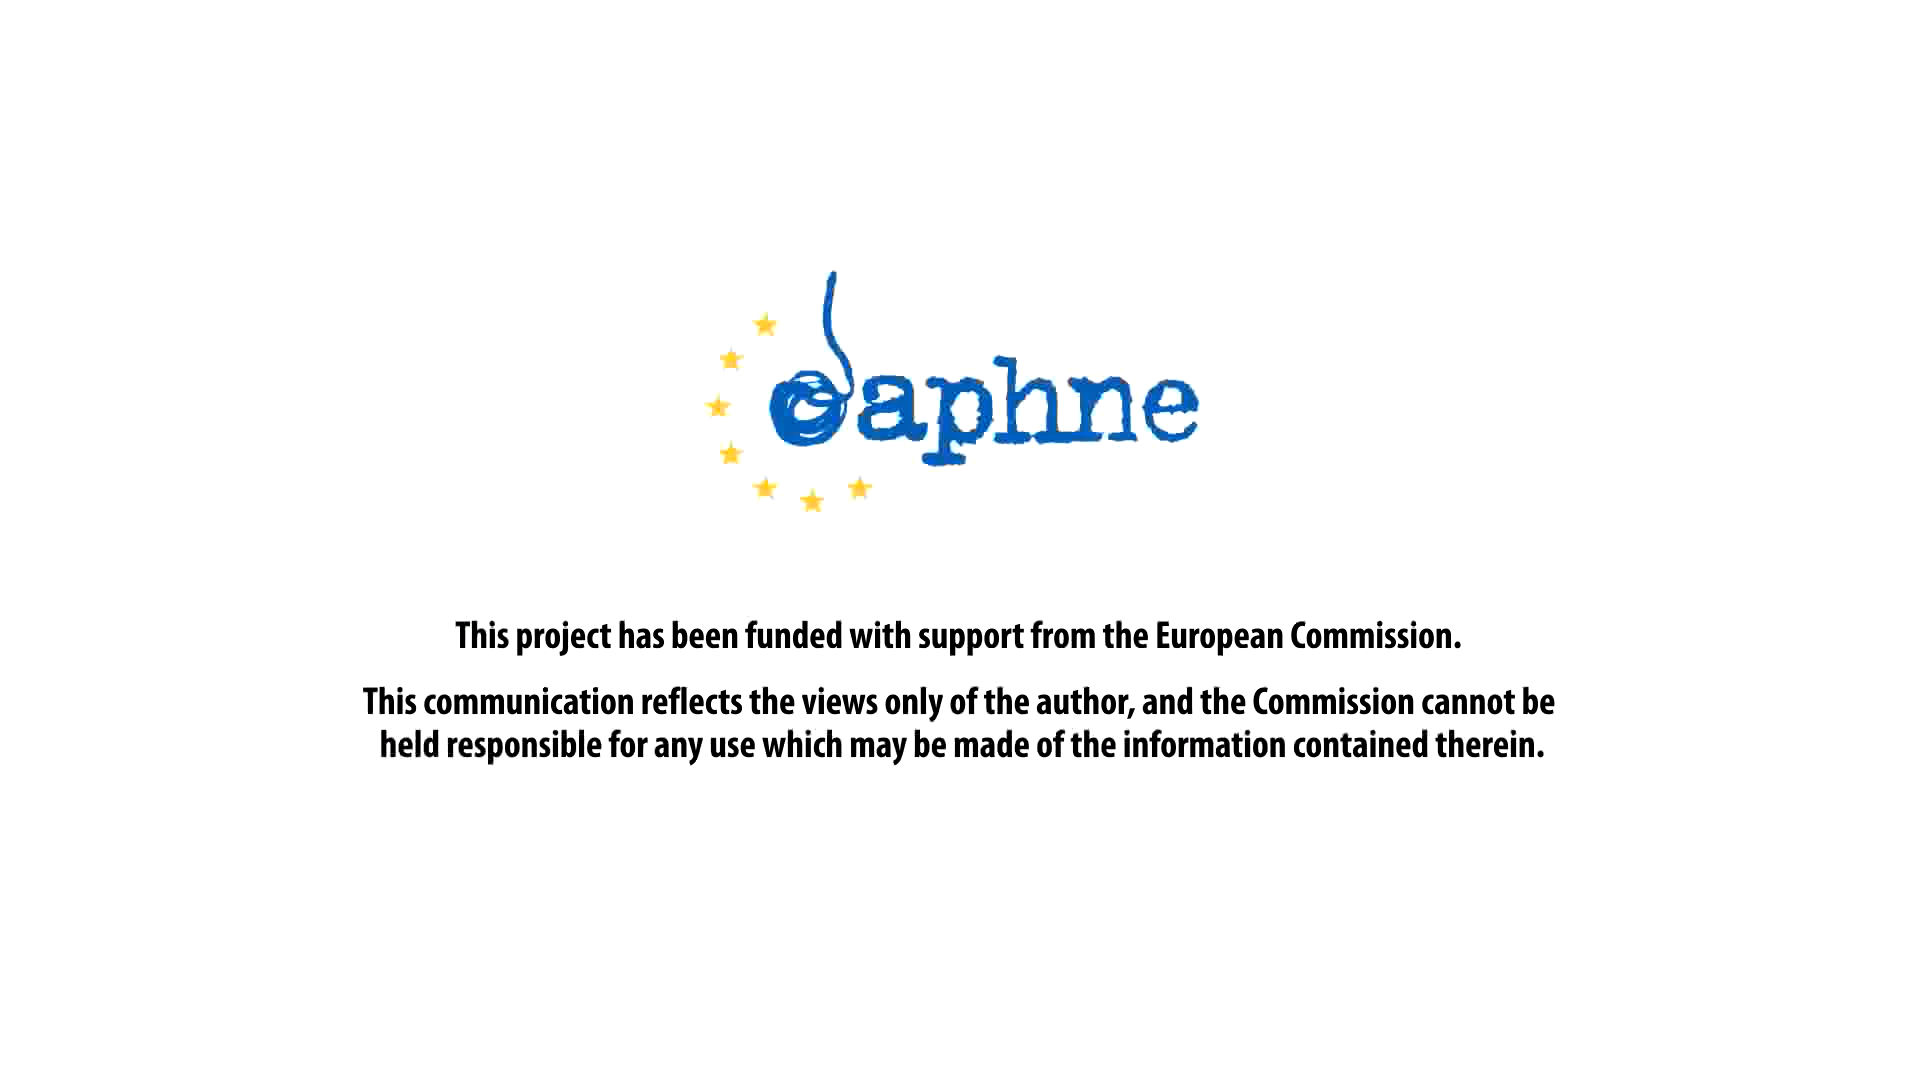 daphne
This project has been funded with support from the European Commission.
This communication reflects the views only of the author, and the Commission cannot be
held responsible for any use which may be made of the information contained therein.